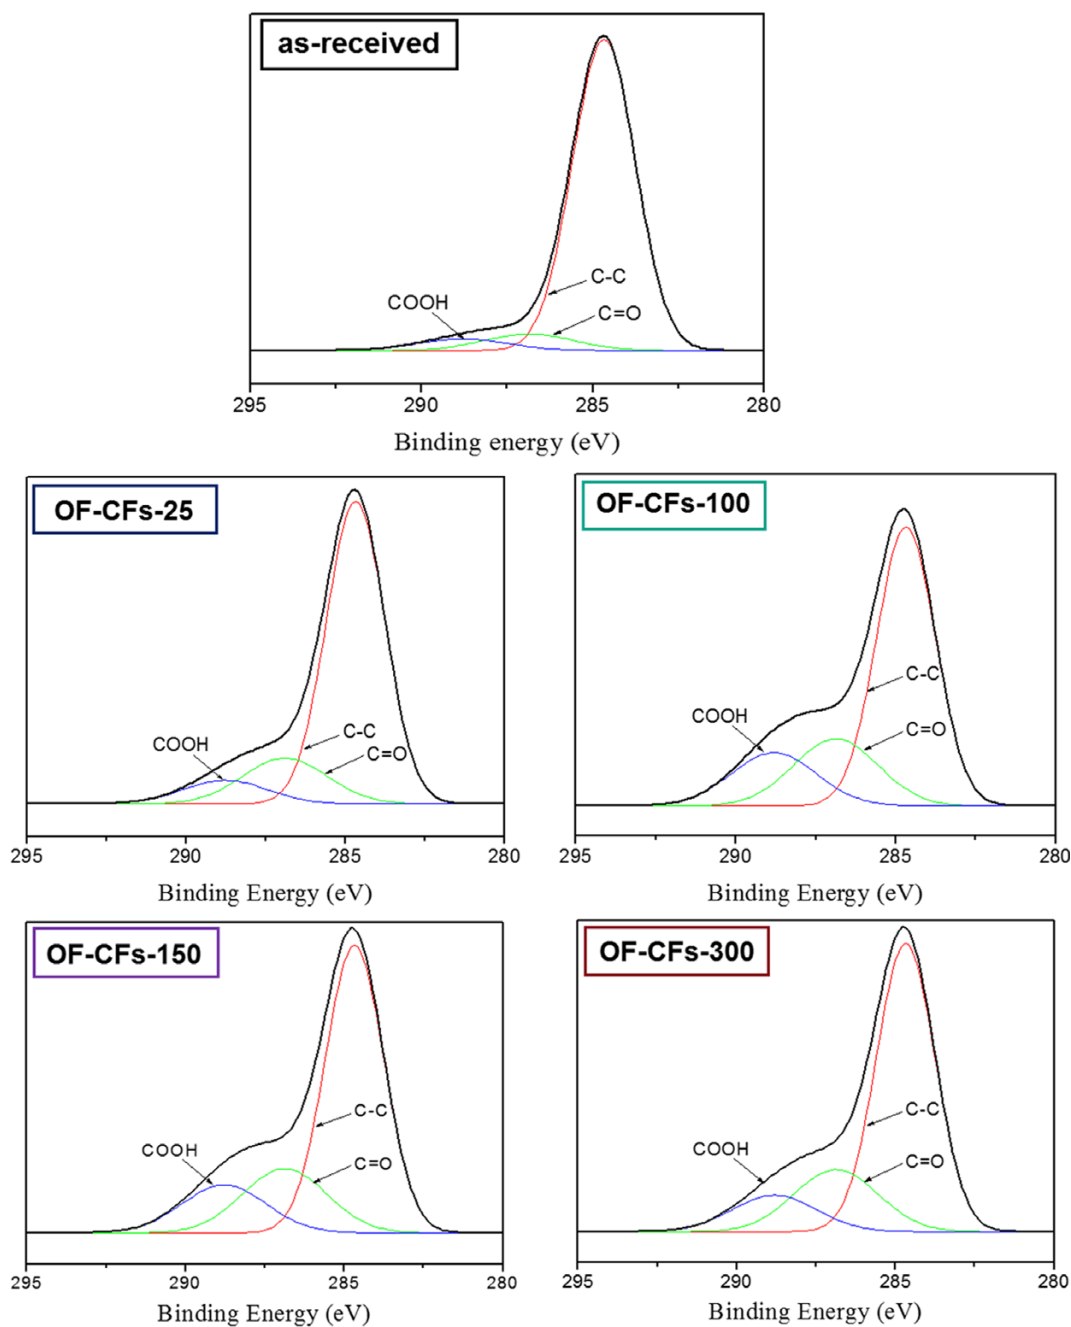 as-received
C-C
COOH
C=O
295
290
285
280
Binding energy (eV)
OF-CFs-25
COOH
C-C
C=O
295
290
285
280
Binding Energy (eV)
OF-CFs-100
C-C
COOH
C=O
295
290
285
280
Binding Energy (eV)
OF-CFs-150
C-C
COOH
C=O
295
290
285
280
Binding Energy (eV)
OF-CFs-300
C-C
COOH
C=O
295
290
285
280
Binding Energy (eV)